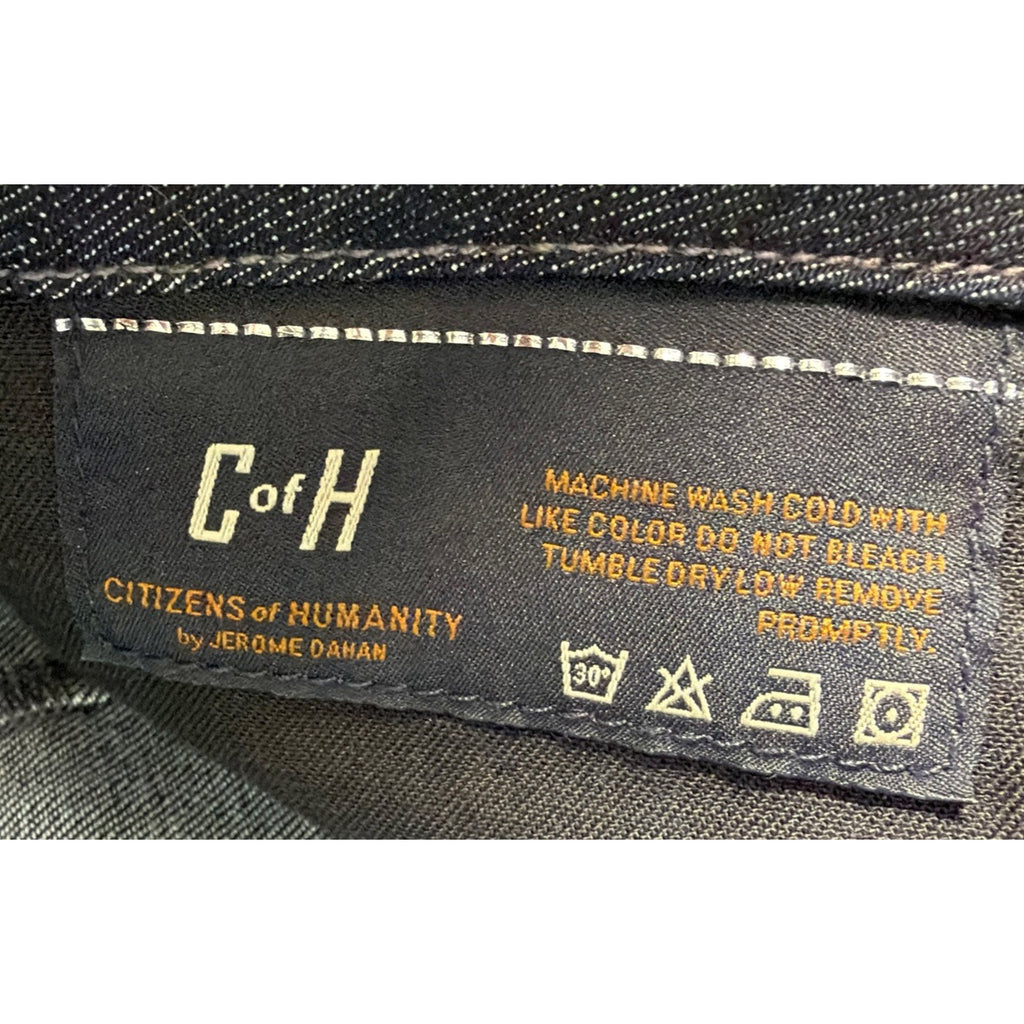 C of H
CITIZENS of HUMANITY
by JEROME DAHAN
MACHINE WASH COLD WITH
LIKE COLOR DO NOT BLEACH
TUMBLE DRY LOW REMOVE
PROMPTLY.
30°